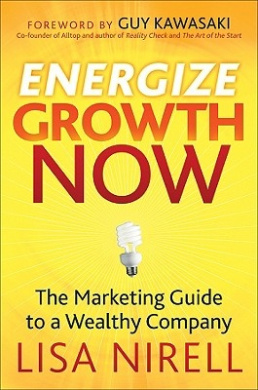 FOREWORD BY GUY KAWASAKI
Co-founder of Alltop and author of Reality Check and The Art of the Start
ENERGIZE
GROWTH
NOW
The Marketing Guide
to a Wealthy Company
LISA NIRELL